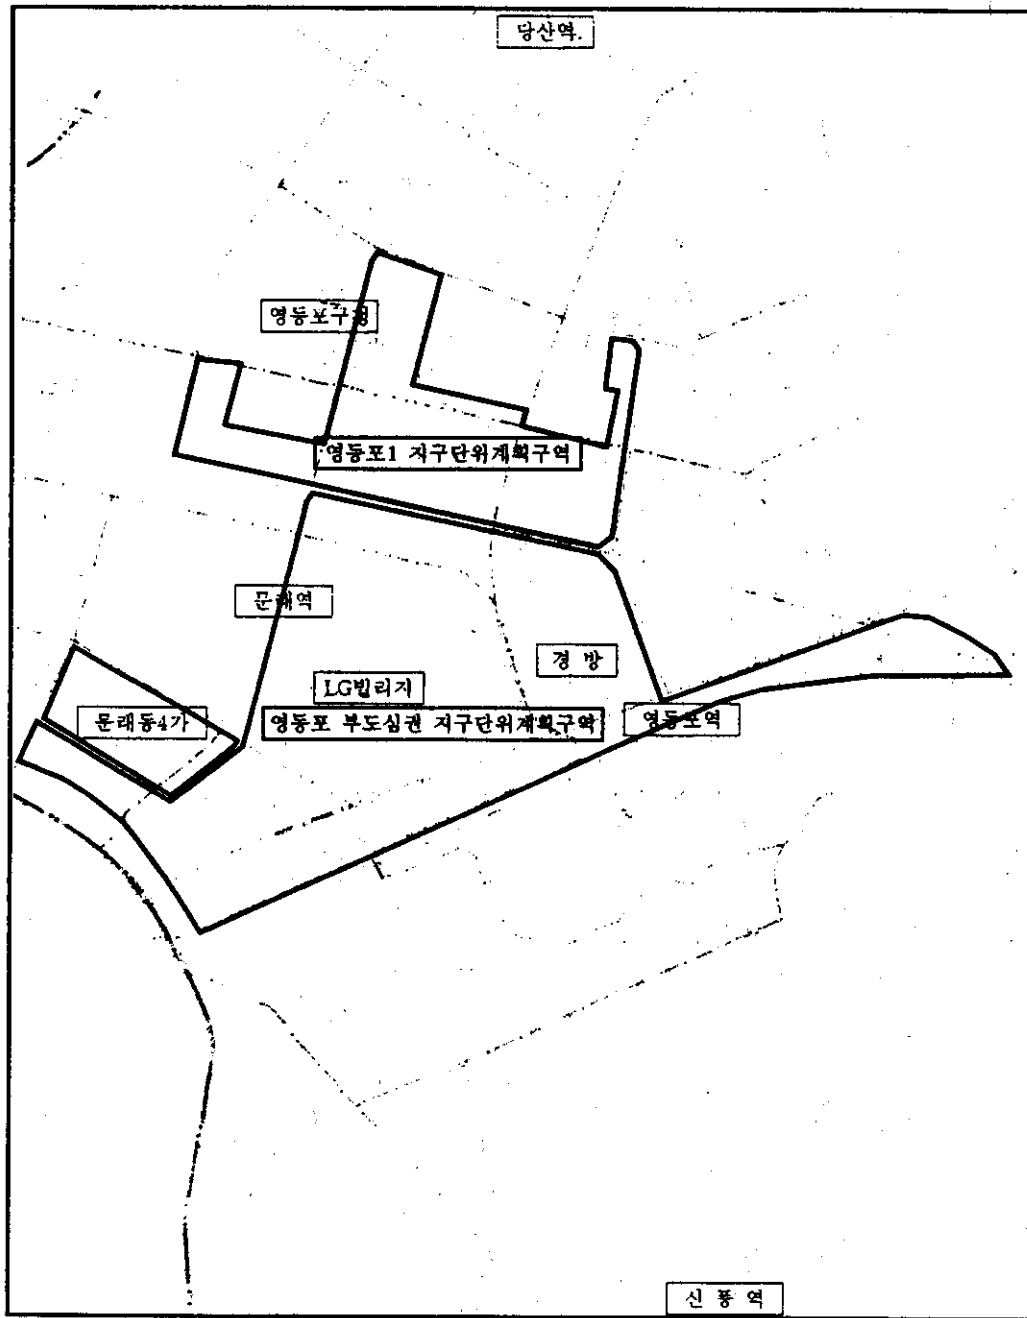 당산역.
영등포구청
영등포1 지구단위계획구역
문래역
경 방
LG빌리지
문래동4가
영등포 부도심권 지구단위계획구역
영등포역
신 풍 역